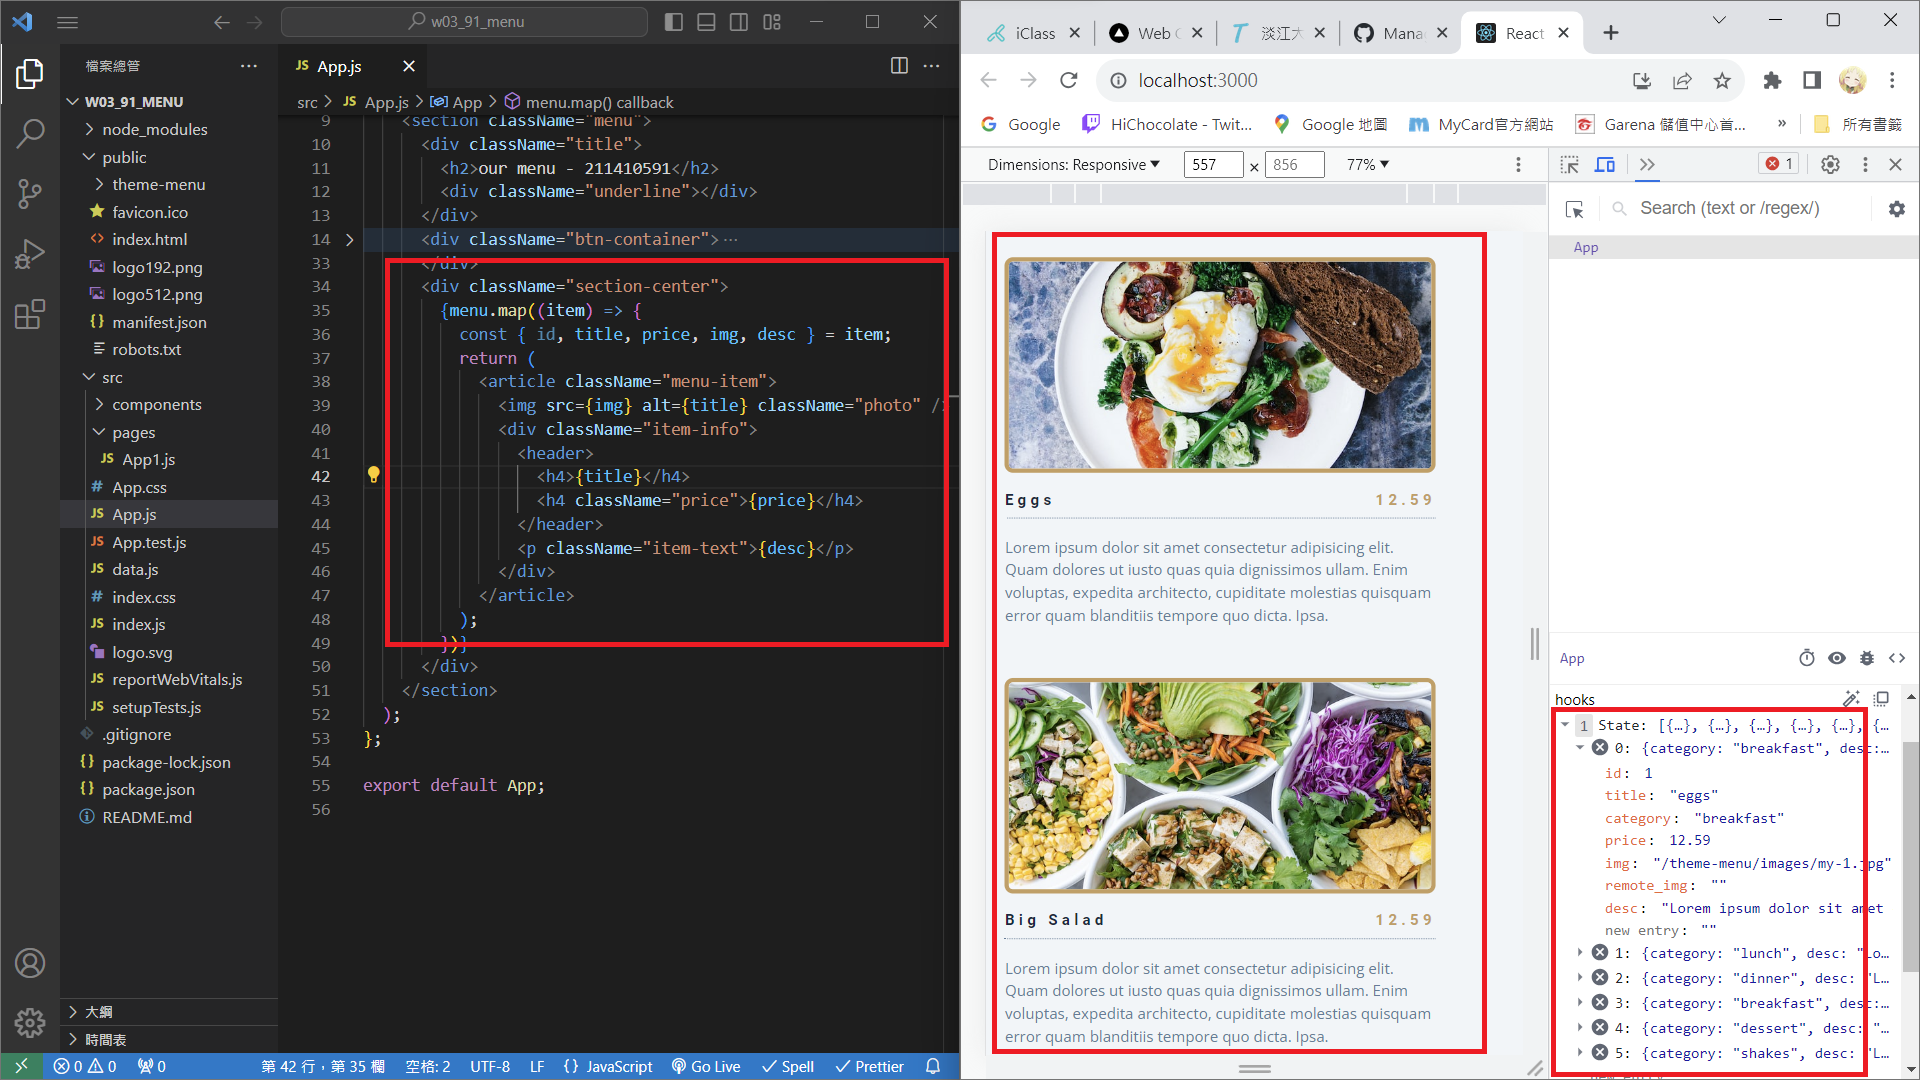 w03_91_menu
檔案總管
W03_91_MENU
node_modules
public
theme-menu
favicon.ico
index.html
logo192.png
logo512.png
manifest.json
robots.txt
src
components
pages
App1.js
App.css
App.js
App.test.js
data.js
index.css
index.js
logo.svg
reportWebVitals.js
setupTests.js
.gitignore
package-lock.json
package.json
README.md
大綱
時間表
JS App.js
src > JS App.js > App > menu.map() callback
9 <section className="menu">
10 <div className="title">
11 <h2>our menu - 211410591</h2>
12 <div className="underline"></div>
13 </div>
14 <div className="btn-container">…
33 </div>
34 <div className="section-center">
35 {menu.map((item) => {
36 const { id, title, price, img, desc } = item;
37 return (
38 <article className="menu-item">
39 <img src={img} alt={title} className="photo" />
40 <div className="item-info">
41 <header>
42 <h4>{title}</h4>
43 <h4 className="price">{price}</h4>
44 </header>
45 <p className="item-text">{desc}</p>
46 </div>
47 </article>
48 );
49 })}
50 </div>
51 </section>
52 );
53 };
54
55 export default App;
56
0 0 0 第 42 行，第 35 欄 空格: 2 UTF-8 LF {} JavaScript Go Live Spell Prettier
iClass Web 淡江 Mana React
localhost:3000
Google HiChocolate - Twit... Google 地圖 MyCard官方網站 Garena 儲值中心首... » 所有書籤
Dimensions: Responsive 557 × 856 77% 1
Search (text or /regex/)
App
Eggs 12.59
Lorem ipsum dolor sit amet consectetur adipisicing elit.
Quam dolores ut iusto quas quia dignissimos ullam. Enim
voluptas, expedita architecto, cupiditate molestias quisquam
error quam blanditiis tempore quo dicta. Ipsa.
Big Salad 12.59
Lorem ipsum dolor sit amet consectetur adipisicing elit.
Quam dolores ut iusto quas quia dignissimos ullam. Enim
voluptas, expedita architecto, cupiditate molestias quisquam
error quam blanditiis tempore quo dicta. Ipsa.
App
hooks
1 State: [{…}, {…}, {…}, {…}, {…}, {…
0: {category: "breakfast", desc:…
id: 1
title: "eggs"
category: "breakfast"
price: 12.59
img: "/theme-menu/images/my-1.jpg"
remote_img: ""
desc: "Lorem ipsum dolor sit amet
new entry: ""
1: {category: "lunch", desc: "Lo…
2: {category: "dinner", desc: "L…
3: {category: "breakfast", desc:…
4: {category: "dessert", desc: "…
5: {category: "shakes", desc: "L…